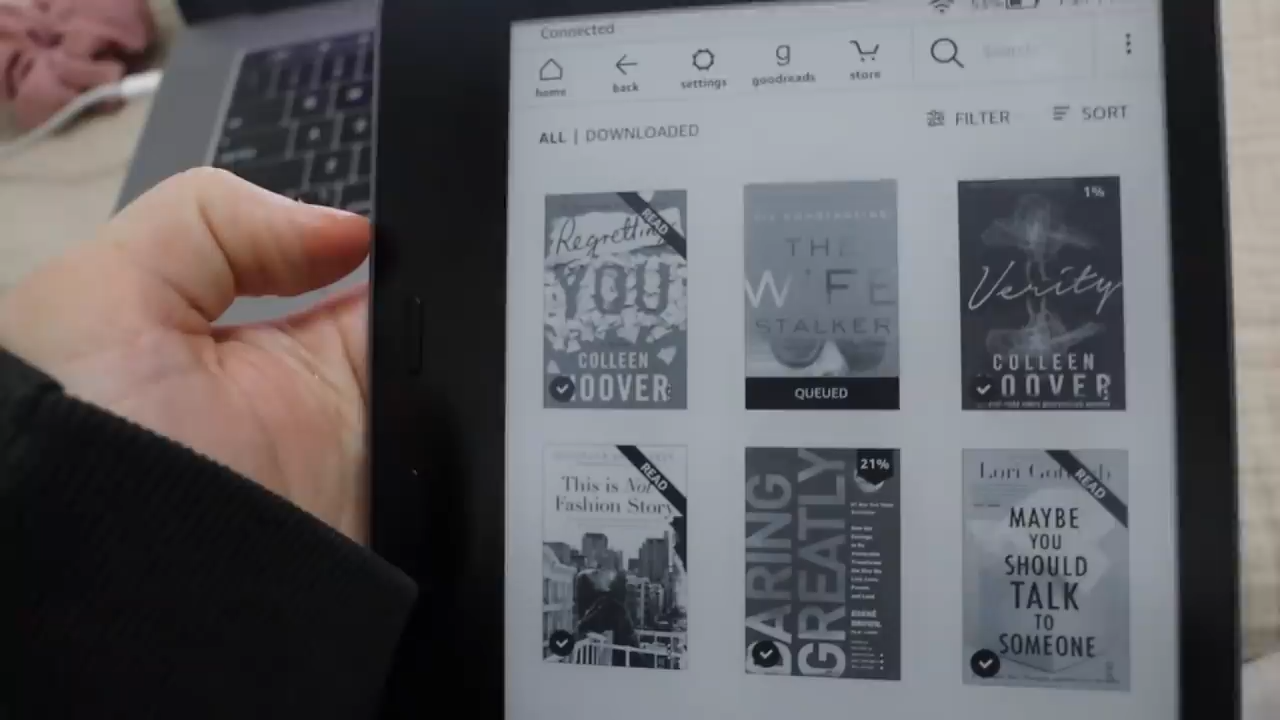 Connected
home
back
settings
g
goodreads
store
Search
ALL | DOWNLOADED
FILTER
SORT
Regretting
READ
YOU
COLLEEN
HOOVER
THE
WIFE
STALKER
QUEUED
1%
Verity
COLLEEN
HOOVER
READ
This is Not
Fashion Story
21%
DARING
GREATLY
Lori
READ
MAYBE
YOU
SHOULD
TALK
TO
SOMEONE